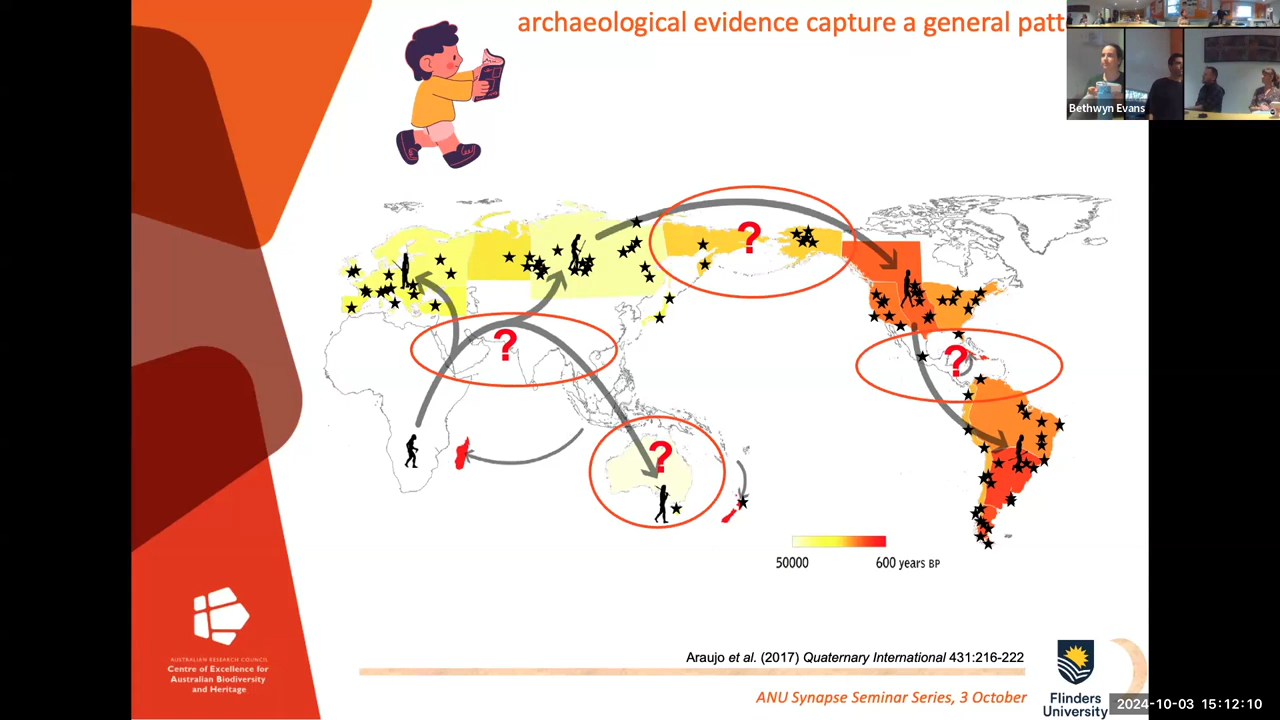 archaeological evidence capture a general patt
Bethwyn Evans
?
?
?
?
50000
600 years BP
AUSTRALIAN RESEARCH COUNCIL
Centre of Excellence for
Australian Biodiversity
and Heritage
Araujo et al. (2017) Quaternary International 431:216-222
ANU Synapse Seminar Series, 3 October
Flinders
University
2024-10-03 15:12:10